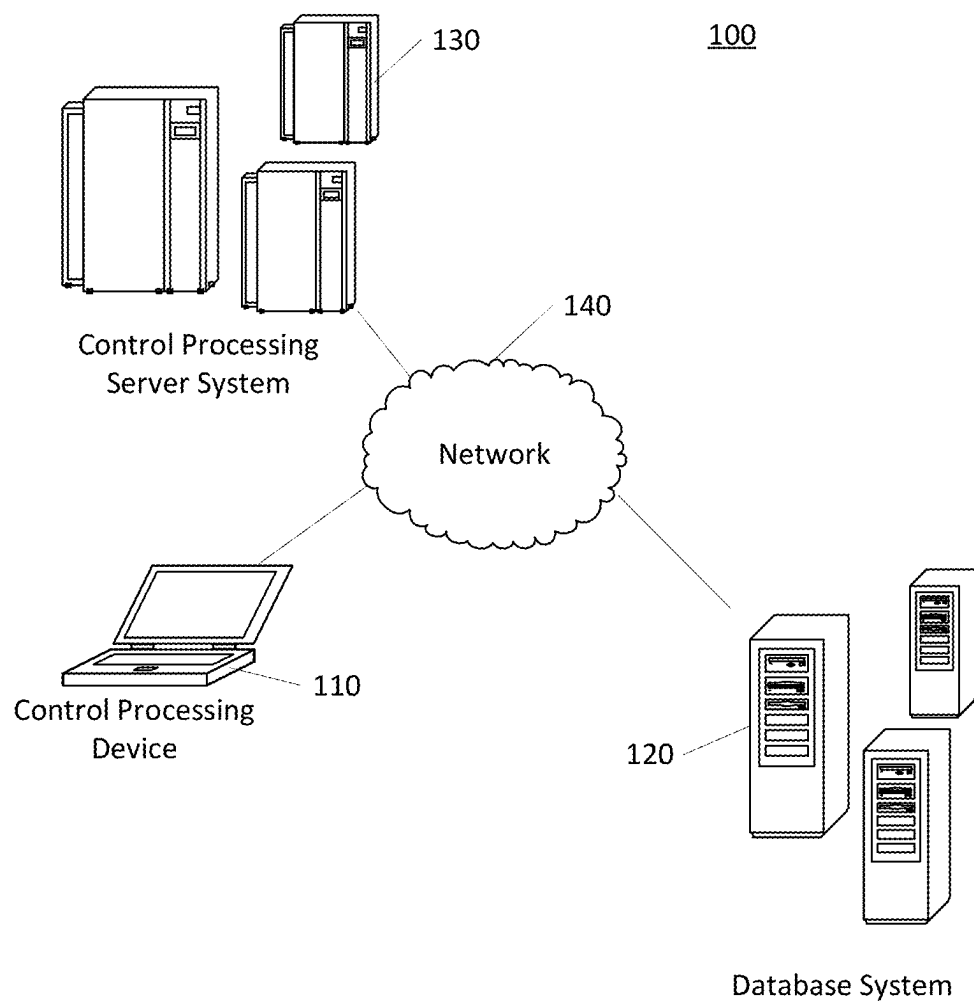 130
100
140
Control Processing
Server System
Network
110
Control Processing
Device
120
Database System